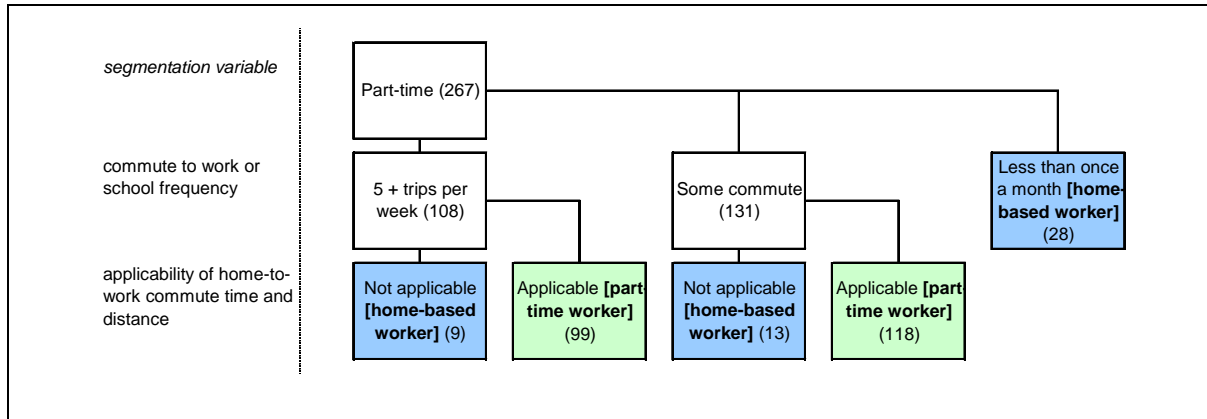 segmentation variable
Part-time (267)
commute to work or
school frequency
5 + trips per
week (108)
Some commute
(131)
Less than once
a month [home-
based worker]
(28)
applicability of home-to-
work commute time and
distance
Not applicable
[home-based
worker] (9)
Applicable [part-
time worker]
(99)
Not applicable
[home-based
worker] (13)
Applicable [part-
time worker]
(118)